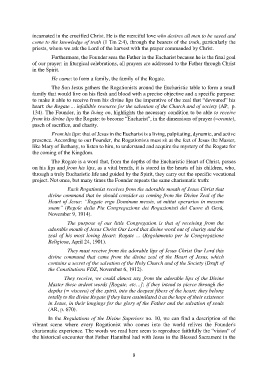 incarnated in the crucified Christ. He is the merciful love who desires all men to be saved and
come to the knowledge of truth (1 Tm 2:4), through the bearers of the truth, particularly the
priests, whom we ask the Lord of the harvest with the prayer commanded by Christ.
Furthermore, the Founder sees the Father in the Eucharist because he is the final goal
of our prayer: in liturgical celebrations, all prayers are addressed to the Father through Christ
in the Spirit.
He came: to form a family, the family of the Rogate.
The Son Jesus gathers the Rogationists around the Eucharistic table to form a small
family that would live on his flesh and blood with a precise objective and a specific purpose:
to make it able to receive from his divine lips the imperative of the zeal that "devoured" his
heart: the Rogate ... infallible resource for the salvation of the Church and of society (AP, p.
134). The Founder, in the living on, highlights the necessary condition to be able to receive
from his divine lips the Rogate: to become "Eucharist", in the dimensions of prayer (rogamus),
pasch of sacrifice, and charity.
From his lips: that of Jesus in the Eucharist is a living, palpitating, dynamic, and active
presence. According to our Founder, the Rogationists must sit at the feet of Jesus the Master,
like Mary of Bethany, to listen to him, to understand and acquire the urgency of the Rogate for
the coming of the Kingdom.
The Rogate is a word that, from the depths of the Eucharistic Heart of Christ, passes
on his lips and from his lips, as a vital breath, it is stored in the hearts of his children, who,
through a truly Eucharistic life and guided by the Spirit, they carry out the specific vocational
project. Not once, but many times the Founder repeats the same charismatic truth:
Each Rogationist receives from the adorable mouth of Jesus Christ that
divine command that he should consider as coming from the Divine Zeal of the
Heart of Jesus: "Rogate ergo Dominum messis, ut mittat operarios in messem
suam" (Regole della Pia Congregazione dei Rogazionisti del Cuore di Gesù,
November 9, 1914).
The purpose of our little Congregation is that of receiving from the
adorable mouth of Jesus Christ Our Lord that divine word out of charity and the
zeal of his most loving Heart: Rogate ... (Regolamento per la Congregazione
Religiosa, April 24, 1901).
They must receive from the adorable lips of Jesus Christ Our Lord this
divine command that came from the divine zeal of the Heart of Jesus, which
contains a secret of the salvation of the Holy Church and of the Society (Draft of
the Constitutions FDZ, November 6, 1912).
They receive, we could almost say, from the adorable lips of the Divine
Master these ardent words [Rogate, etc...]; if they intend to pierce through the
depths (= viscera) of the spirit, into the deepest fibers of the heart; they belong
totally to the divine Rogate if they have assimilated it as the hope of their existence
in Jesus, in their longings for the glory of the Father and the salvation of souls
(AR, p. 670).
In the Regulations of the Divine Superiors no. 10, we can find a description of the
vibrant scene where every Rogationist who comes into the world relives the Founder's
charismatic experience. The words we read here seem to reproduce faithfully the "vision" of
the historical encounter that Father Hannibal had with Jesus in the Blessed Sacrament in the
8